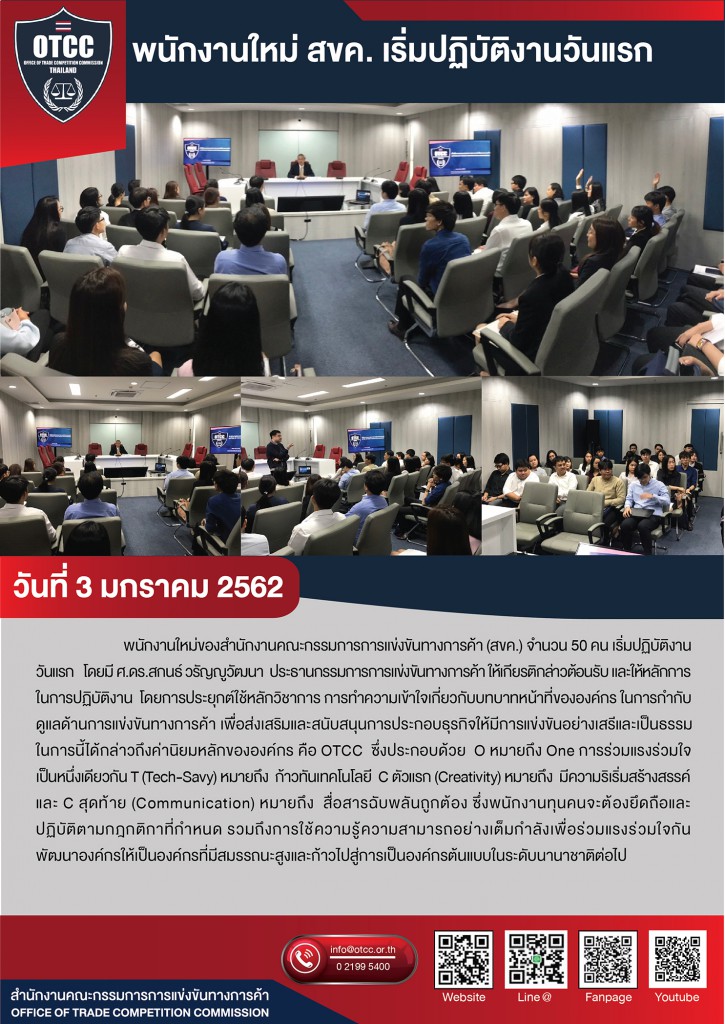 OTCC
OFFICE OF TRADE COMPETITION COMMISSION
THAILAND
พนักงานใหม่ สขค. เริ่มปฏิบัติงานวันแรก
วันที่ 3 มกราคม 2562
พนักงานใหม่ของสำนักงานคณะกรรมการการแข่งขันทางการค้า (สขค.) จำนวน 50 คน เริ่มปฏิบัติงาน
วันแรก โดยมี ศ.ดร.สกนธ์ วรัญญูวัฒนา ประธานกรรมการการแข่งขันทางการค้า ให้เกียรติกล่าวต้อนรับ และให้หลักการ
ในการปฏิบัติงาน โดยการประยุกต์ใช้หลักวิชาการ การทำความเข้าใจเกี่ยวกับบทบาทหน้าที่ขององค์กร ในการกำกับ
ดูแลด้านการแข่งขันทางการค้า เพื่อส่งเสริมและสนับสนุนการประกอบธุรกิจให้มีการแข่งขันอย่างเสรีและเป็นธรรม
ในการนี้ได้กล่าวถึงค่านิยมหลักขององค์กร คือ OTCC ซึ่งประกอบด้วย O หมายถึง One การร่วมแรงร่วมใจ
เป็นหนึ่งเดียวกัน T (Tech-Savy) หมายถึง ก้าวทันเทคโนโลยี C ตัวแรก (Creativity) หมายถึง มีความริเริ่มสร้างสรรค์
และ C สุดท้าย (Communication) หมายถึง สื่อสารฉับพลันถูกต้อง ซึ่งพนักงานทุกคนจะต้องยึดถือและ
ปฏิบัติตามกฎกติกาที่กำหนด รวมถึงการใช้ความรู้ความสามารถอย่างเต็มกำลังเพื่อร่วมแรงร่วมใจกัน
พัฒนาองค์กรให้เป็นองค์กรที่มีสมรรถนะสูงและก้าวไปสู่การเป็นองค์กรต้นแบบในระดับนานาชาติต่อไป
info@otcc.or.th
0 2199 5400
Website
Line@
Fanpage
Youtube
สำนักงานคณะกรรมการการแข่งขันทางการค้า
OFFICE OF TRADE COMPETITION COMMISSION